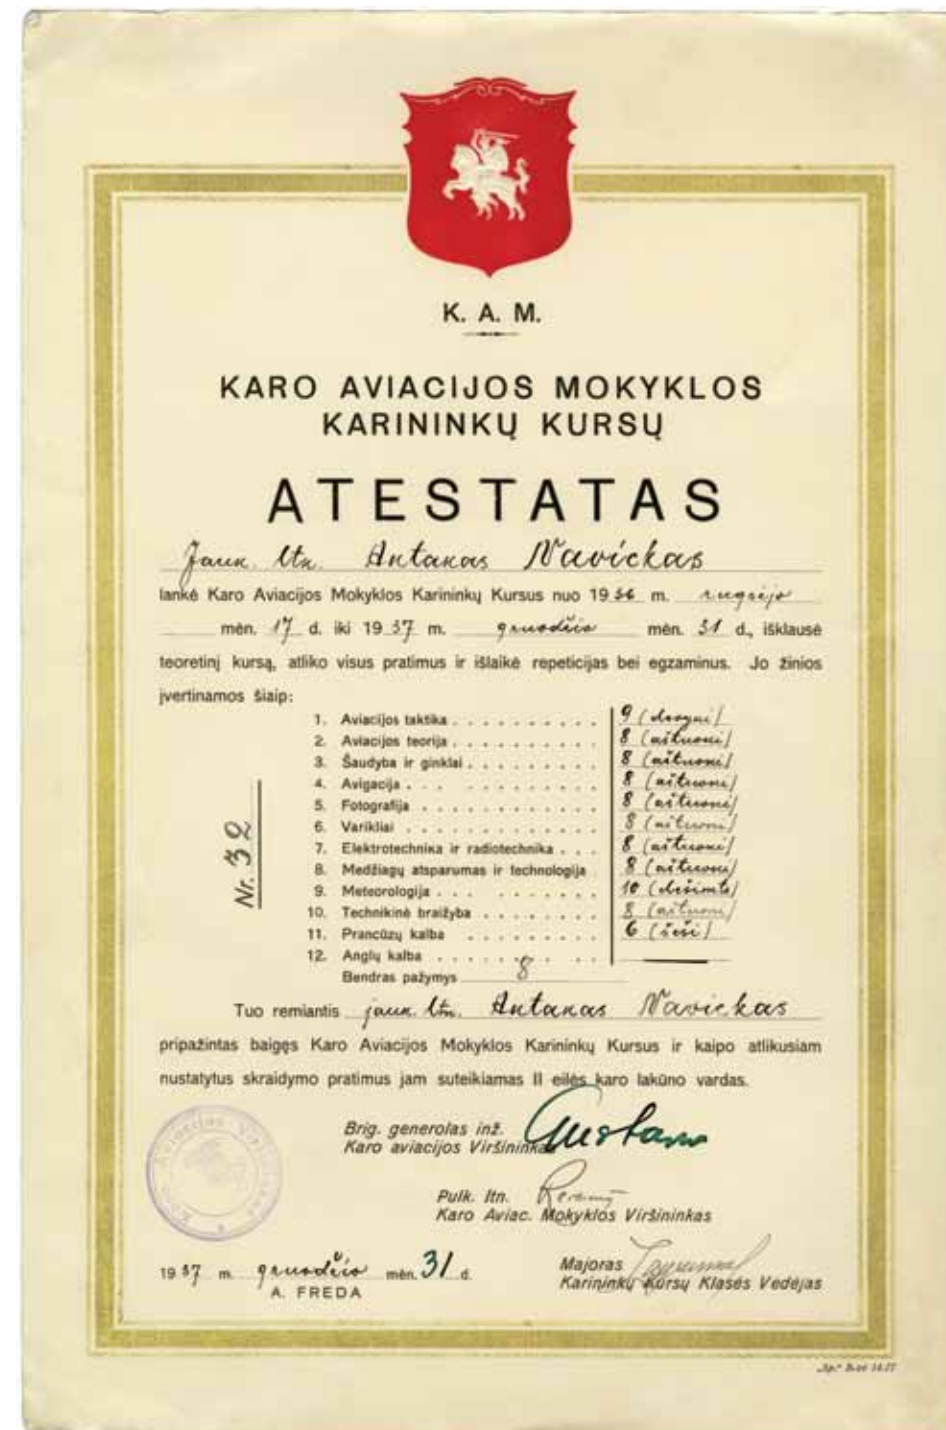 K. A. M.
KARO AVIACIJOS MOKYKLOS
KARININKŲ KURSŲ
ATESTATAS
Jaun. ltn. Antanas Navickas
lankė Karo Aviacijos Mokyklos Karininkų Kursus nuo 1936 m. rugsėjo
mėn. 17 d. iki 1937 m. gruodžio mėn. 31 d., išklausė
teoretinį kursą, atliko visus pratimus ir išlaikė repeticijas bei egzaminus. Jo žinios
įvertinamos šiaip:
1. Aviacijos taktika 9 (devyni)
2. Aviacijos teorija 8 (aštuoni)
3. Šaudyba ir ginklai 8 (aštuoni)
4. Avigacija 8 (aštuoni)
5. Fotografija 8 (aštuoni)
6. Varikliai 8 (aštuoni)
7. Elektrotechnika ir radiotechnika 8 (aštuoni)
8. Medžiagų atsparumas ir technologija 8 (aštuoni)
9. Meteorologija 10 (dešimts)
10. Technikinė braižyba 8 (aštuoni)
11. Prancūzų kalba 6 (šeši)
12. Anglų kalba
Bendras pažymys 8
Nr. 32
Tuo remiantis jaun. ltn. Antanas Navickas
pripažintas baigęs Karo Aviacijos Mokyklos Karininkų Kursus ir kaipo atlikusiam
nustatytus skraidymo pratimus jam suteikiamas II eilės karo lakūno vardas.
Brig. generolas inž.
Karo aviacijos Viršininkas
Karo Aviacijos Viršininkas
Pulk. ltn.
Karo Aviac. Mokyklos Viršininkas
1937 m. gruodžio mėn. 31 d.
A. FREDA
Majoras
Karininkų Kursų Klasės Vedėjas